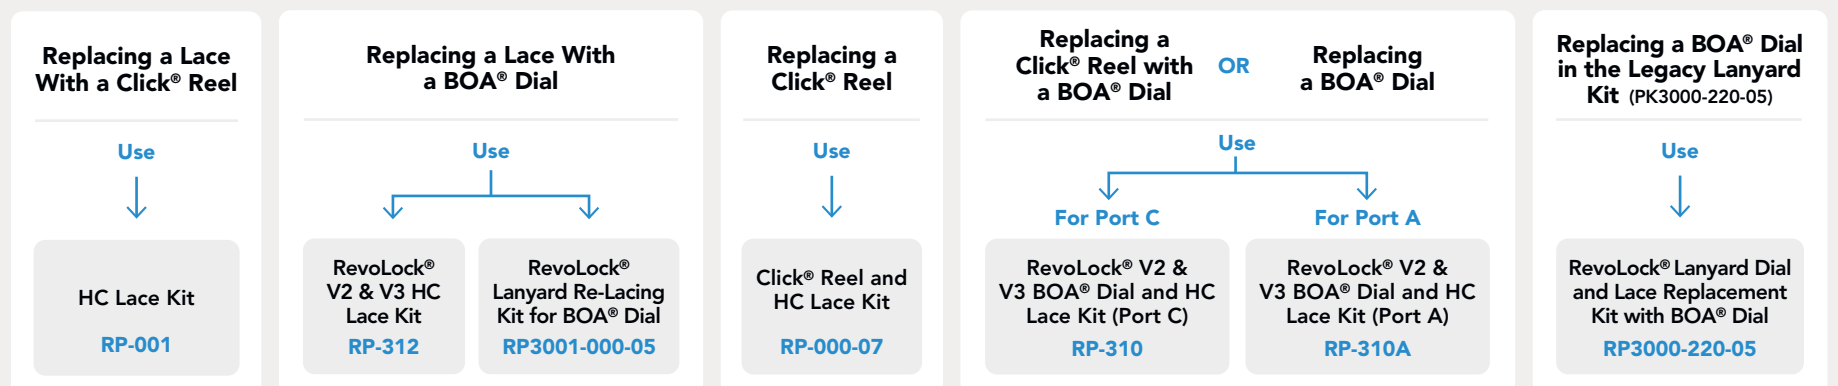 Replacing a Lace
With a Click® Reel
Use
HC Lace Kit
RP-001
Replacing a Lace With
a BOA® Dial
Use
RevoLock®
V2 & V3 HC
Lace Kit
RP-312
RevoLock®
Lanyard Re-Lacing
Kit for BOA® Dial
RP3001-000-05
Replacing a
Click® Reel
Use
Click® Reel and
HC Lace Kit
RP-000-07
Replacing a
Click® Reel with
a BOA® Dial
OR
Replacing
a BOA® Dial
Use
For Port C
RevoLock® V2 &
V3 BOA® Dial and HC
Lace Kit (Port C)
RP-310
For Port A
RevoLock® V2 &
V3 BOA® Dial and HC
Lace Kit (Port A)
RP-310A
Replacing a BOA® Dial
in the Legacy Lanyard
Kit (PK3000-220-05)
Use
RevoLock® Lanyard Dial
and Lace Replacement
Kit with BOA® Dial
RP3000-220-05